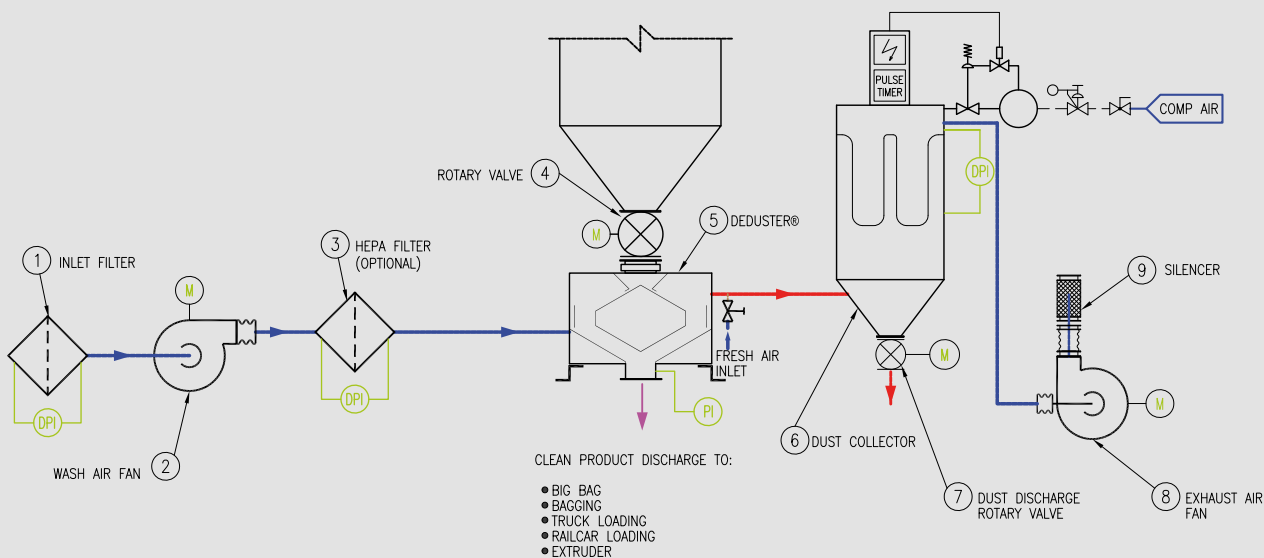 PULSE
TIMER
COMP AIR
ROTARY VALVE 4
DPI
M
5 DEDUSTER®
1 INLET FILTER
3 HEPA FILTER
(OPTIONAL)
9 SILENCER
M
FRESH AIR
INLET
M
DPI
DPI
PI
M
6 DUST COLLECTOR
WASH AIR FAN 2
CLEAN PRODUCT DISCHARGE TO:
● BIG BAG
● BAGGING
● TRUCK LOADING
● RAILCAR LOADING
● EXTRUDER
7 DUST DISCHARGE
ROTARY VALVE
8 EXHAUST AIR
FAN